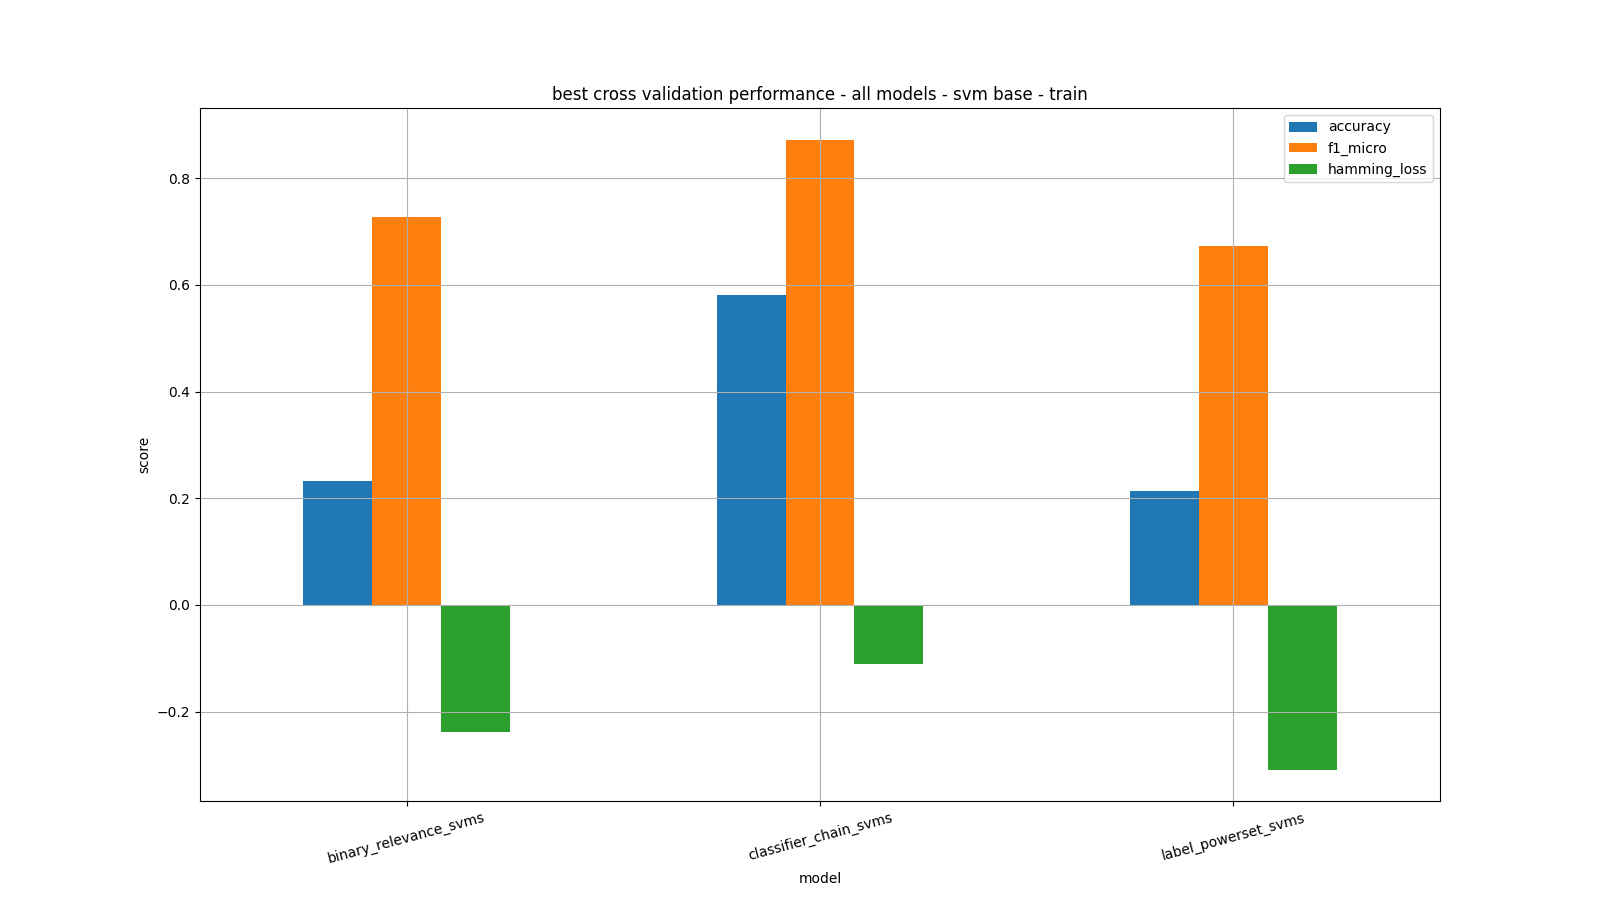 best cross validation performance - all models - svm base - train
accuracy
f1_micro
hamming_loss
0.8
0.6
0.4
0.2
0.0
−0.2
score
binary_relevance_svms
classifier_chain_svms
label_powerset_svms
model